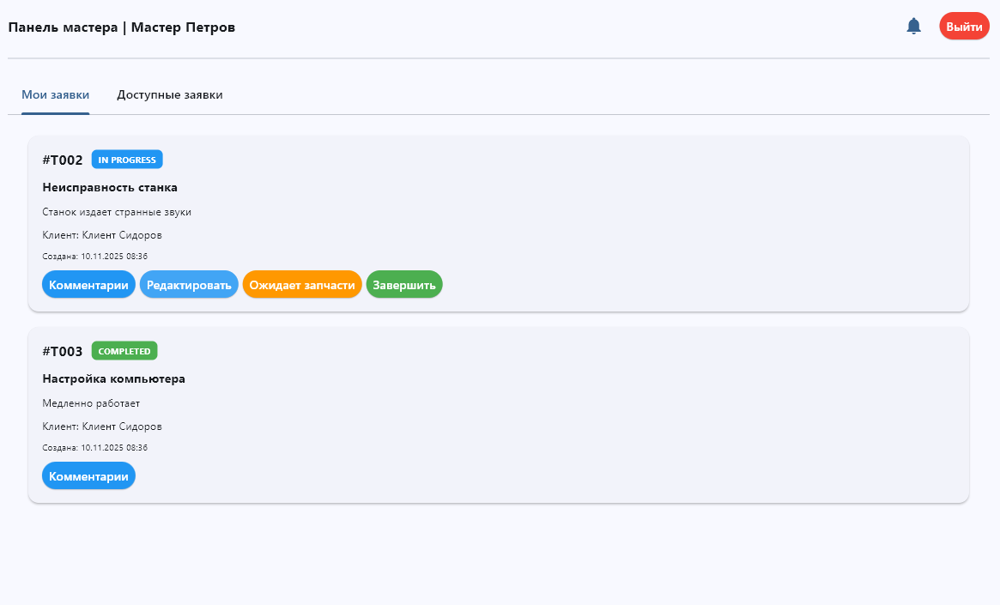 Панель мастера | Мастер Петров
Выйти
Мои заявки
Доступные заявки
#T002 IN PROGRESS
Неисправность станка
Станок издает странные звуки
Клиент: Клиент Сидоров
Создана: 10.11.2025 08:36
Комментарии Редактировать Ожидает запчасти Завершить
#T003 COMPLETED
Настройка компьютера
Медленно работает
Клиент: Клиент Сидоров
Создана: 10.11.2025 08:36
Комментарии